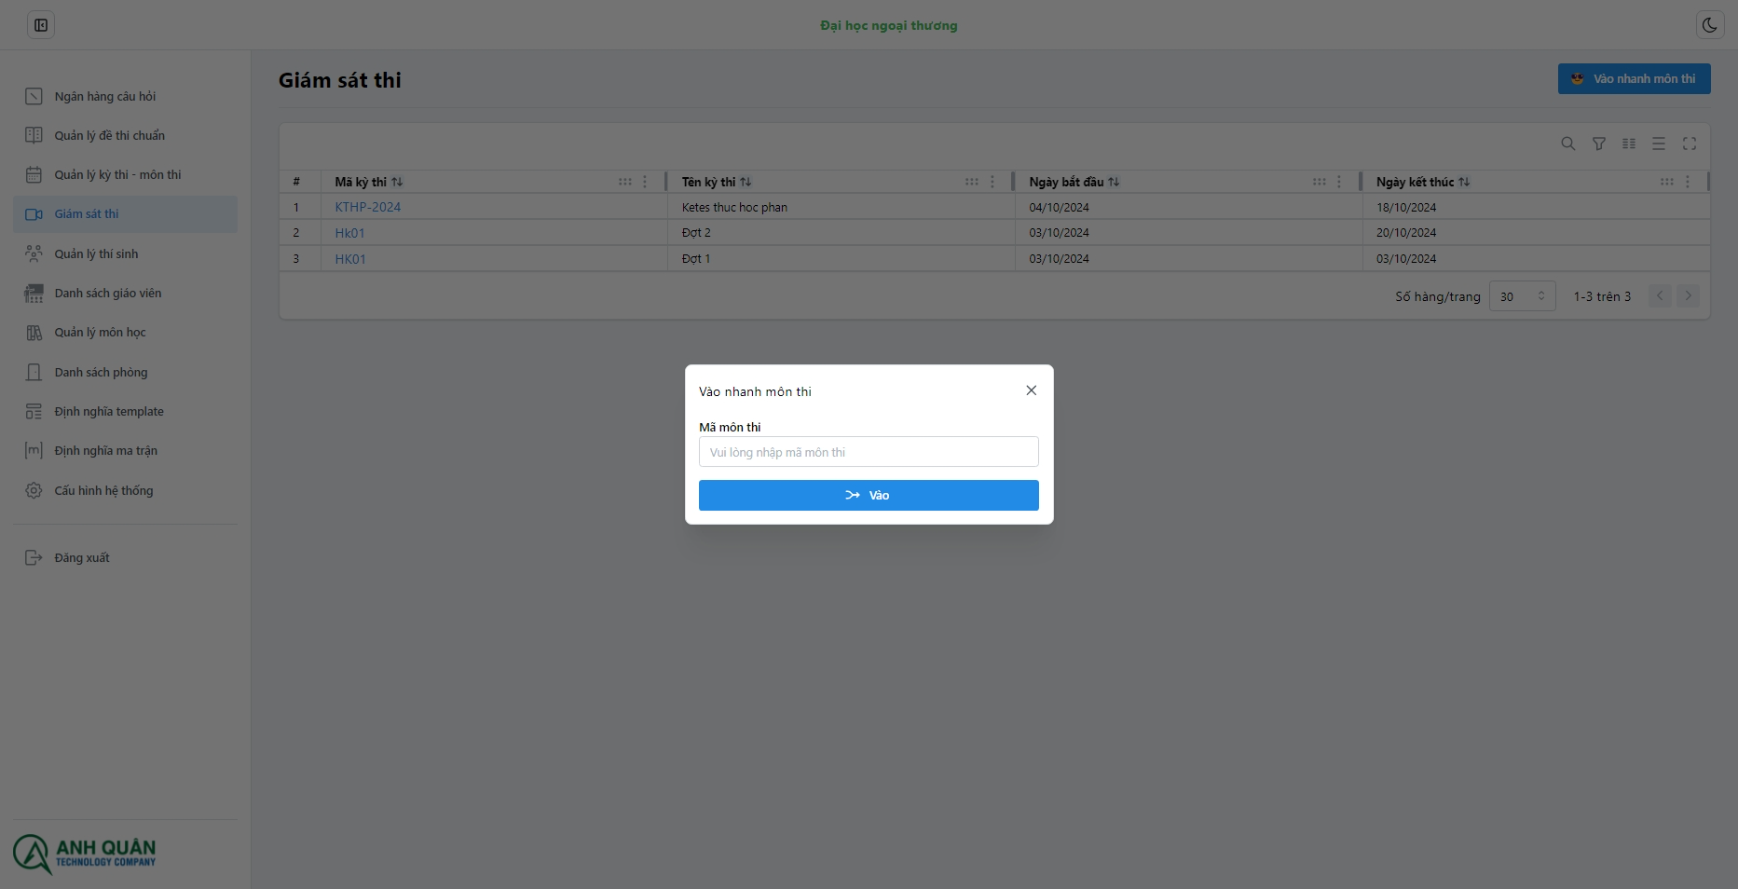 Đại học ngoại thương
Giám sát thi
Vào nhanh môn thi
Ngân hàng câu hỏi
Quản lý đề thi chuẩn
Quản lý kỳ thi - môn thi
Giám sát thi
Quản lý thí sinh
Danh sách giáo viên
Quản lý môn học
Danh sách phòng
Định nghĩa template
Định nghĩa ma trận
Cấu hình hệ thống
Đăng xuất
# Mã kỳ thi Tên kỳ thi Ngày bắt đầu Ngày kết thúc
1 KTHP-2024 Ketes thuc hoc phan 04/10/2024 18/10/2024
2 Hk01 Đợt 2 03/10/2024 20/10/2024
3 HK01 Đợt 1 03/10/2024 03/10/2024
Số hàng/trang 30 1-3 trên 3
Vào nhanh môn thi
Mã môn thi
Vui lòng nhập mã môn thi
Vào
ANH QUÂN
TECHNOLOGY COMPANY